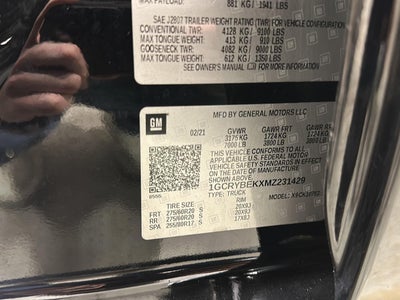 881 KG / 1941 LBS
SAE J2807 TRAILER WEIGHT RATING (TWR) FOR VEHICLE CONFIGURATION
CONVENTIONAL TWR: 4128 KG / 9100 LBS
MAX TONGUE WEIGHT: 413 KG / 910 LBS
GOOSENECK TWR: 4082 KG / 9000 LBS
MAX TONGUE WEIGHT: 612 KG / 1350 LBS
SEE OWNER'S MANUAL FOR MORE INFORMATION
GM
MFD BY GENERAL MOTORS LLC
02/21 GVWR GAWR FRT GAWR RR
3175 KG 1724 KG 1724 KG
7000 LB 3800 LB 3800 LB
THIS VEHICLE CONFORMS TO ALL APPLICABLE
U.S. FEDERAL MOTOR VEHICLE SAFETY STANDARDS IN EFFECT ON THE DATE OF MANUFACTURE
SHOWN ABOVE.
1GCRYBEKXMZ231429
TYPE: TRUCK MODEL:
TIRE SIZE RIM
FRT 275/60R20 S 20X9J
RR 275/60R20 S 20X9J
SPA 255/80R17 S 17X8J